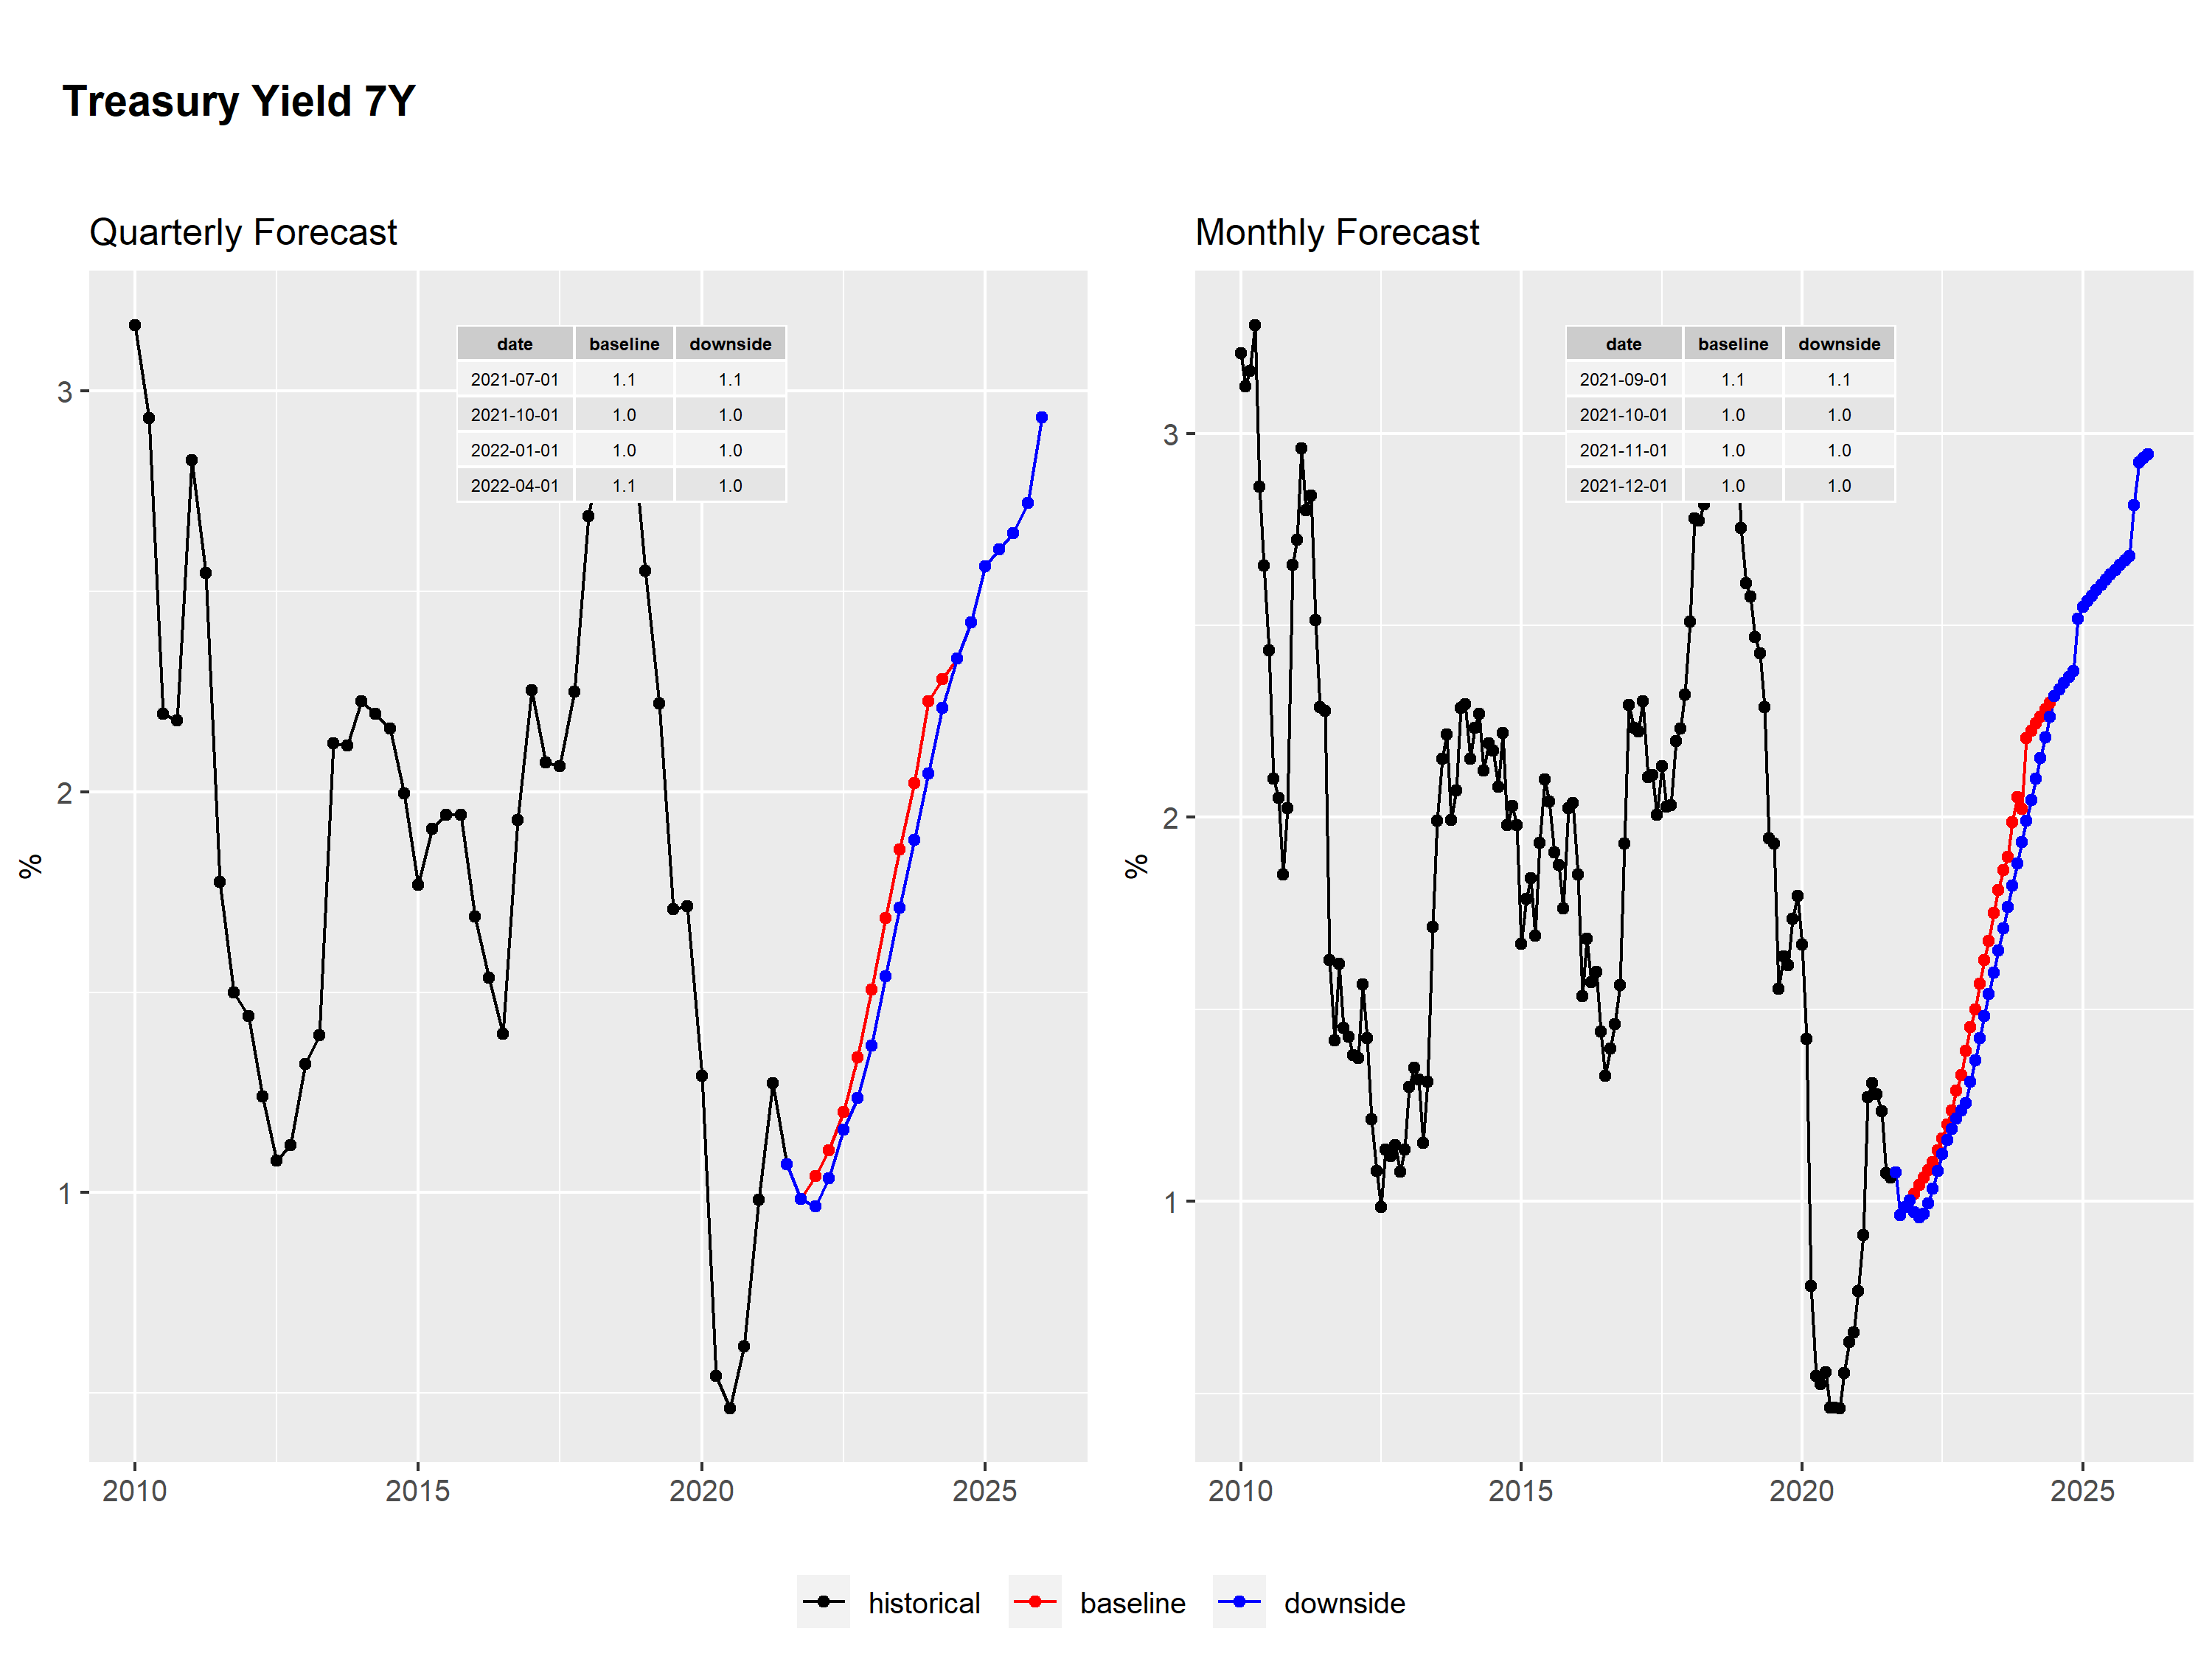 Treasury Yield 7Y
Quarterly Forecast
%
3
2
1
2010 2015 2020 2025
date baseline downside
2021-07-01 1.1 1.1
2021-10-01 1.0 1.0
2022-01-01 1.0 1.0
2022-04-01 1.1 1.0
Monthly Forecast
%
3
2
1
2010 2015 2020 2025
date baseline downside
2021-09-01 1.1 1.1
2021-10-01 1.0 1.0
2021-11-01 1.0 1.0
2021-12-01 1.0 1.0
historical baseline downside